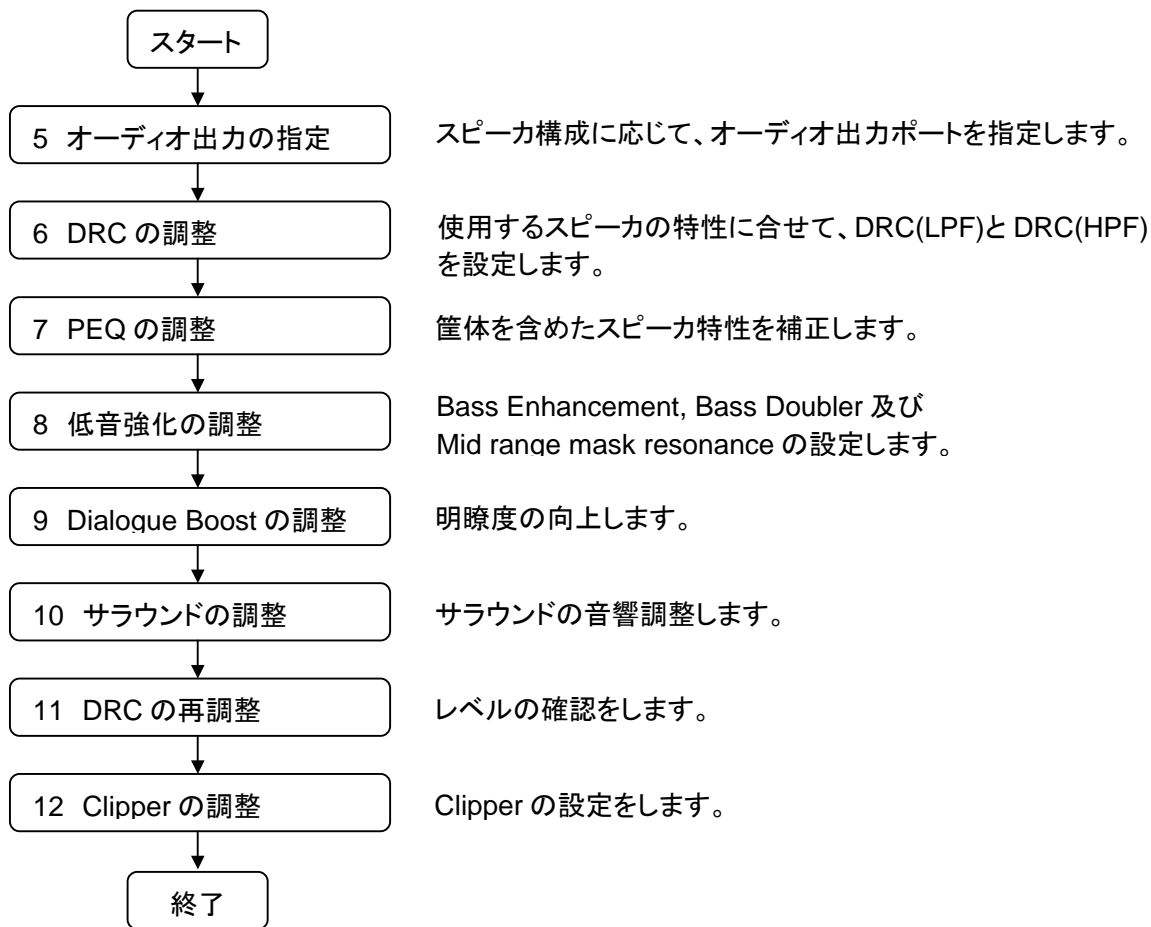 スタート
5 オーディオ出力の指定
スピーカ構成に応じて、オーディオ出力ポートを指定します。
6 DRC の調整
使用するスピーカの特性に合せて、DRC(LPF)と DRC(HPF)
を設定します。
7 PEQ の調整
筐体を含めたスピーカ特性を補正します。
8 低音強化の調整
Bass Enhancement, Bass Doubler 及び
Mid range mask resonance の設定します。
9 Dialogue Boost の調整
明瞭度の向上します。
10 サラウンドの調整
サラウンドの音響調整します。
11 DRC の再調整
レベルの確認をします。
12 Clipper の調整
Clipper の設定をします。
終了